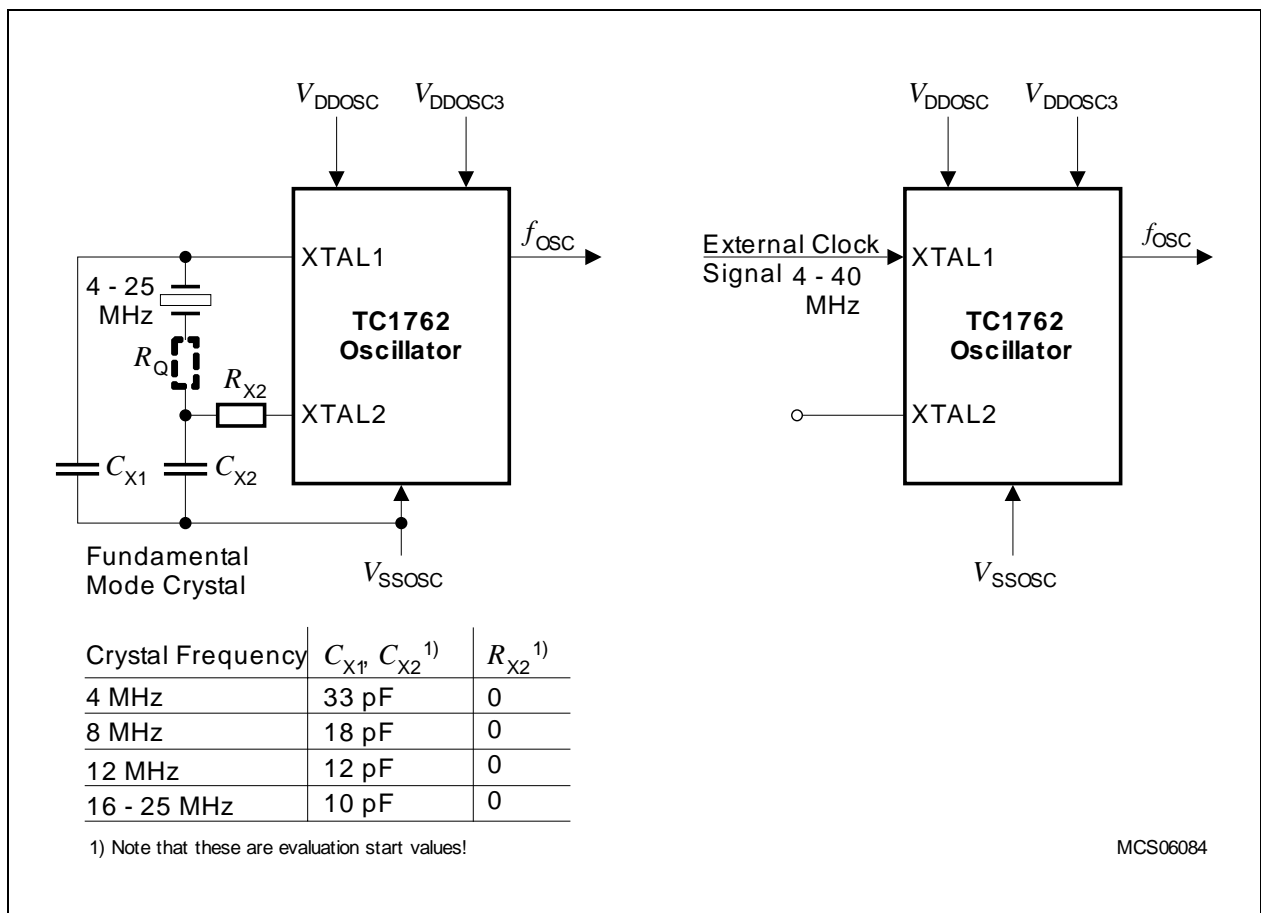 VDDOSC VDDOSC3
XTAL1
fOSC
4 - 25
MHz
TC1762
Oscillator
RQ
RX2
XTAL2
CX1 CX2
Fundamental
Mode Crystal
VSSOSC
VDDOSC VDDOSC3
External Clock
Signal 4 - 40
MHz
XTAL1
fOSC
TC1762
Oscillator
XTAL2
VSSOSC
Crystal Frequency CX1, CX2 1) RX2 1)
4 MHz 33 pF 0
8 MHz 18 pF 0
12 MHz 12 pF 0
16 - 25 MHz 10 pF 0
1) Note that these are evaluation start values!
MCS06084